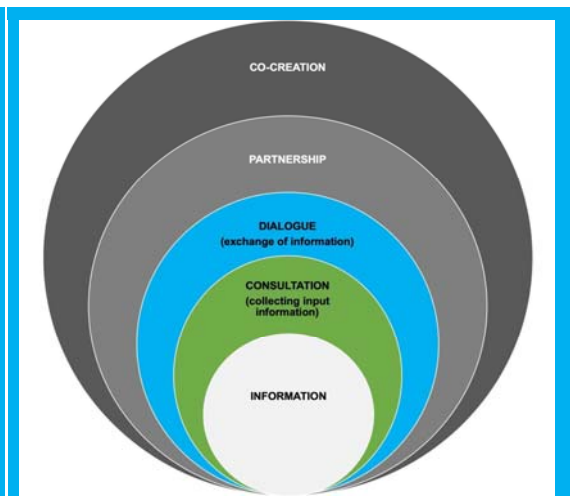 CO-CREATION
PARTNERSHIP
DIALOGUE
(exchange of information)
CONSULTATION
(collecting input
information)
INFORMATION